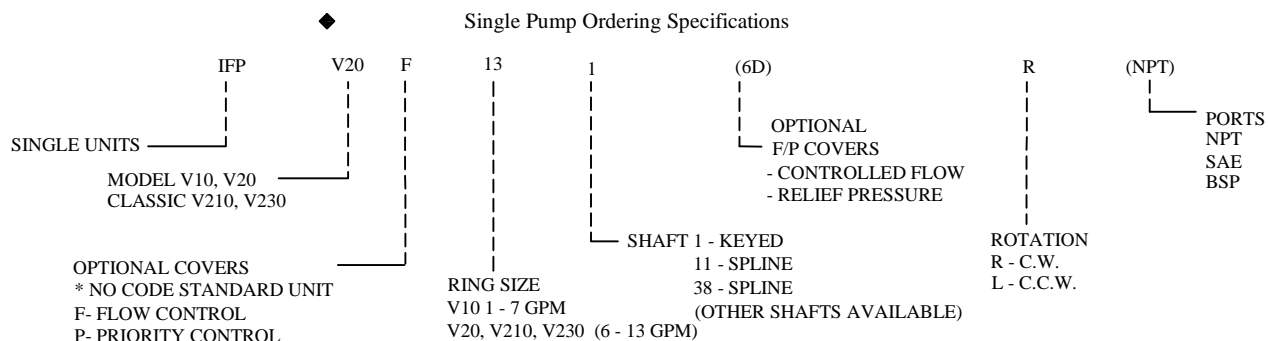 ◆ Single Pump Ordering Specifications
IFP V20 F 13 1 (6D) R (NPT)
SINGLE UNITS
MODEL V10, V20
CLASSIC V210, V230
OPTIONAL COVERS
* NO CODE STANDARD UNIT
F- FLOW CONTROL
P- PRIORITY CONTROL
RING SIZE
V10 1 - 7 GPM
V20, V210, V230 (6 - 13 GPM)
SHAFT 1 - KEYED
11 - SPLINE
38 - SPLINE
(OTHER SHAFTS AVAILABLE)
OPTIONAL
F/P COVERS
- CONTROLLED FLOW
- RELIEF PRESSURE
ROTATION
R - C.W.
L - C.C.W.
PORTS
NPT
SAE
BSP